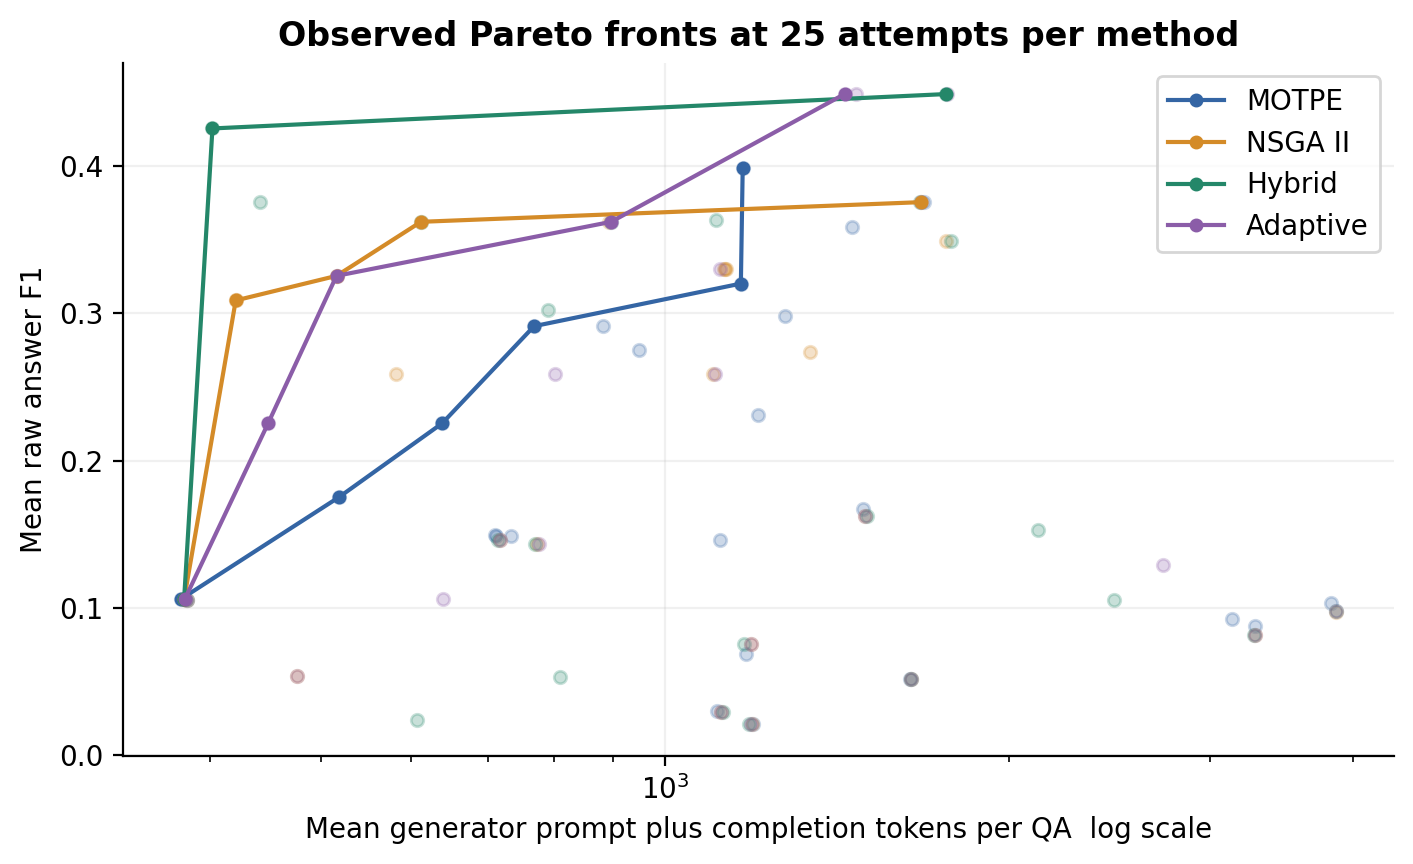 Observed Pareto fronts at 25 attempts per method
MOTPE
NSGA II
Hybrid
Adaptive
Mean raw answer F1
0.4
0.3
0.2
0.1
0.0
10³
Mean generator prompt plus completion tokens per QA  log scale